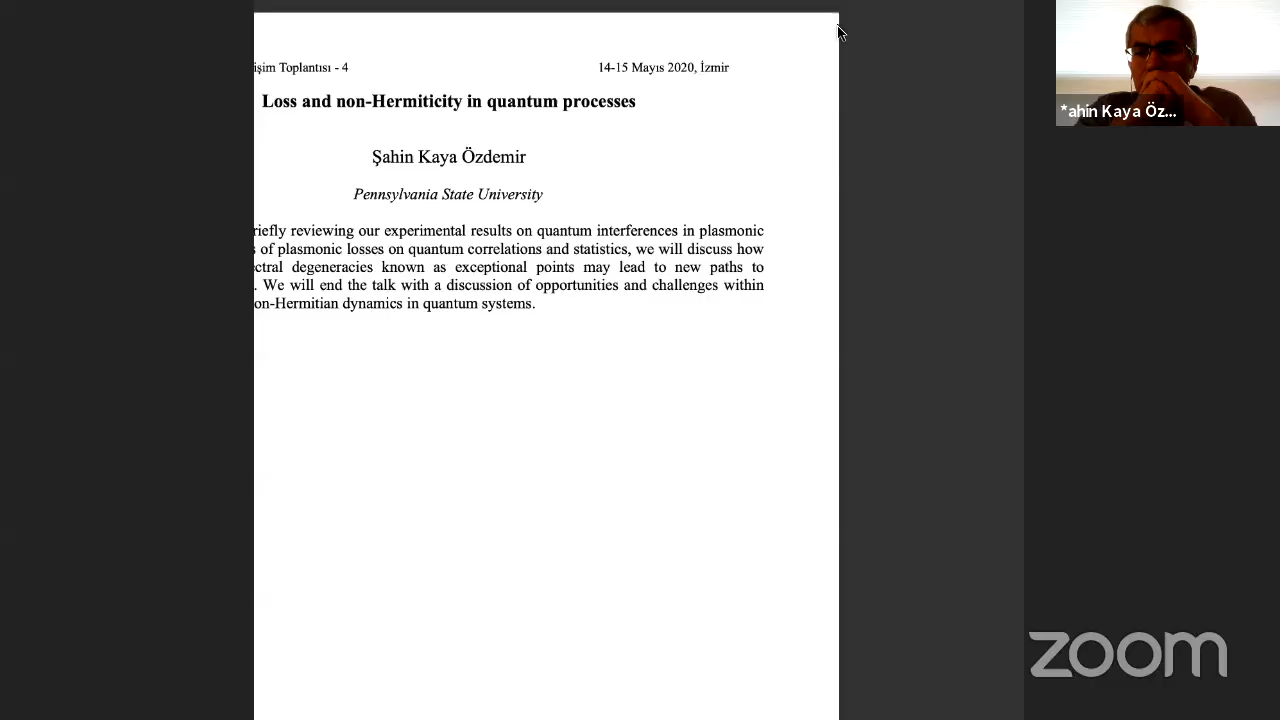 işim Toplantısı - 4 14-15 Mayıs 2020, İzmir
Loss and non-Hermiticity in quantum processes
Şahin Kaya Özdemir
Pennsylvania State University
riefly reviewing our experimental results on quantum interferences in plasmonic
s of plasmonic losses on quantum correlations and statistics, we will discuss how
ectral degeneracies known as exceptional points may lead to new paths to
. We will end the talk with a discussion of opportunities and challenges within
on-Hermitian dynamics in quantum systems.
*ahin Kaya Öz...
zoom